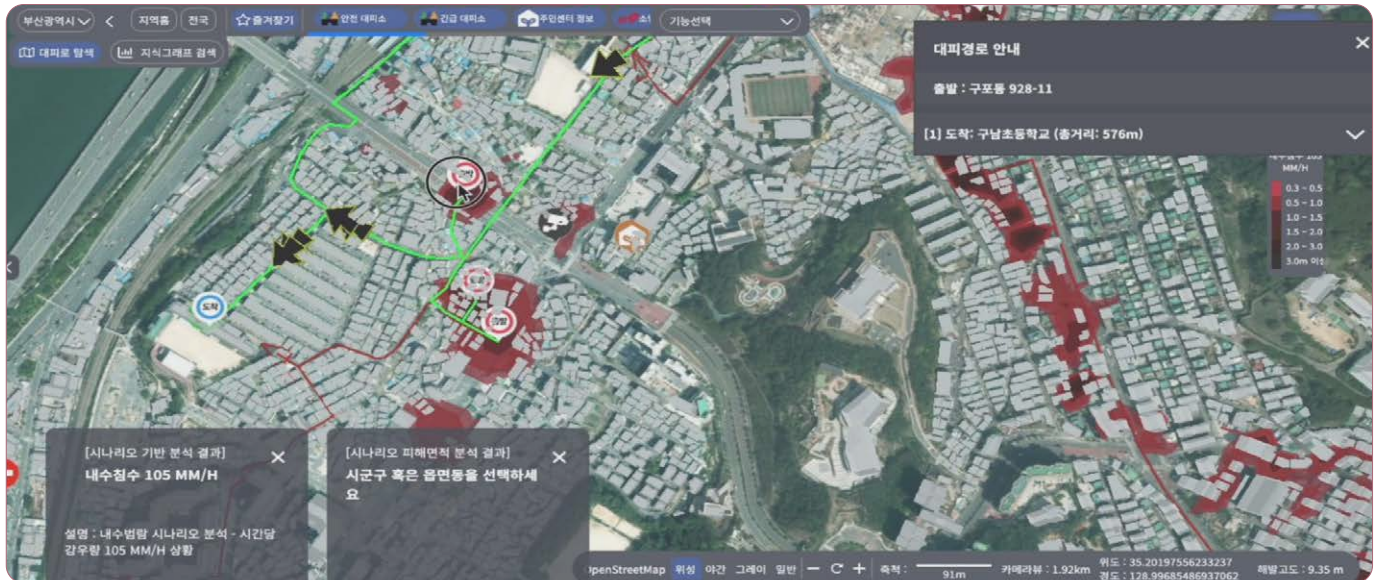 부산광역시
지역홈
전국
즐겨찾기
안전 대피소
긴급 대피소
주민센터 정보
기능선택
대피로 탐색
지식그래프 검색
대피경로 안내
출발 : 구포동 928-11
[1] 도착: 구남초등학교 (총거리: 576m)
MM/H
0.3 ~ 0.5
0.5 ~ 1.0
1.0 ~ 1.5
1.5 ~ 2.0
2.0 ~ 3.0
3.0m 이상
도착
출발
[시나리오 기반 분석 결과]
내수침수 105 MM/H
설명 : 내수범람 시나리오 분석 - 시간당
강우량 105 MM/H 상황
[시나리오 피해면적 분석 결과]
시군구 혹은 읍면동을 선택하세
요
OpenStreetMap 위성 야간 그레이 일반
축척 :
91m
카메라뷰 : 1.92km
위도 : 35.20197556233237
경도 : 128.99685486937062
해발고도 : 9.35 m